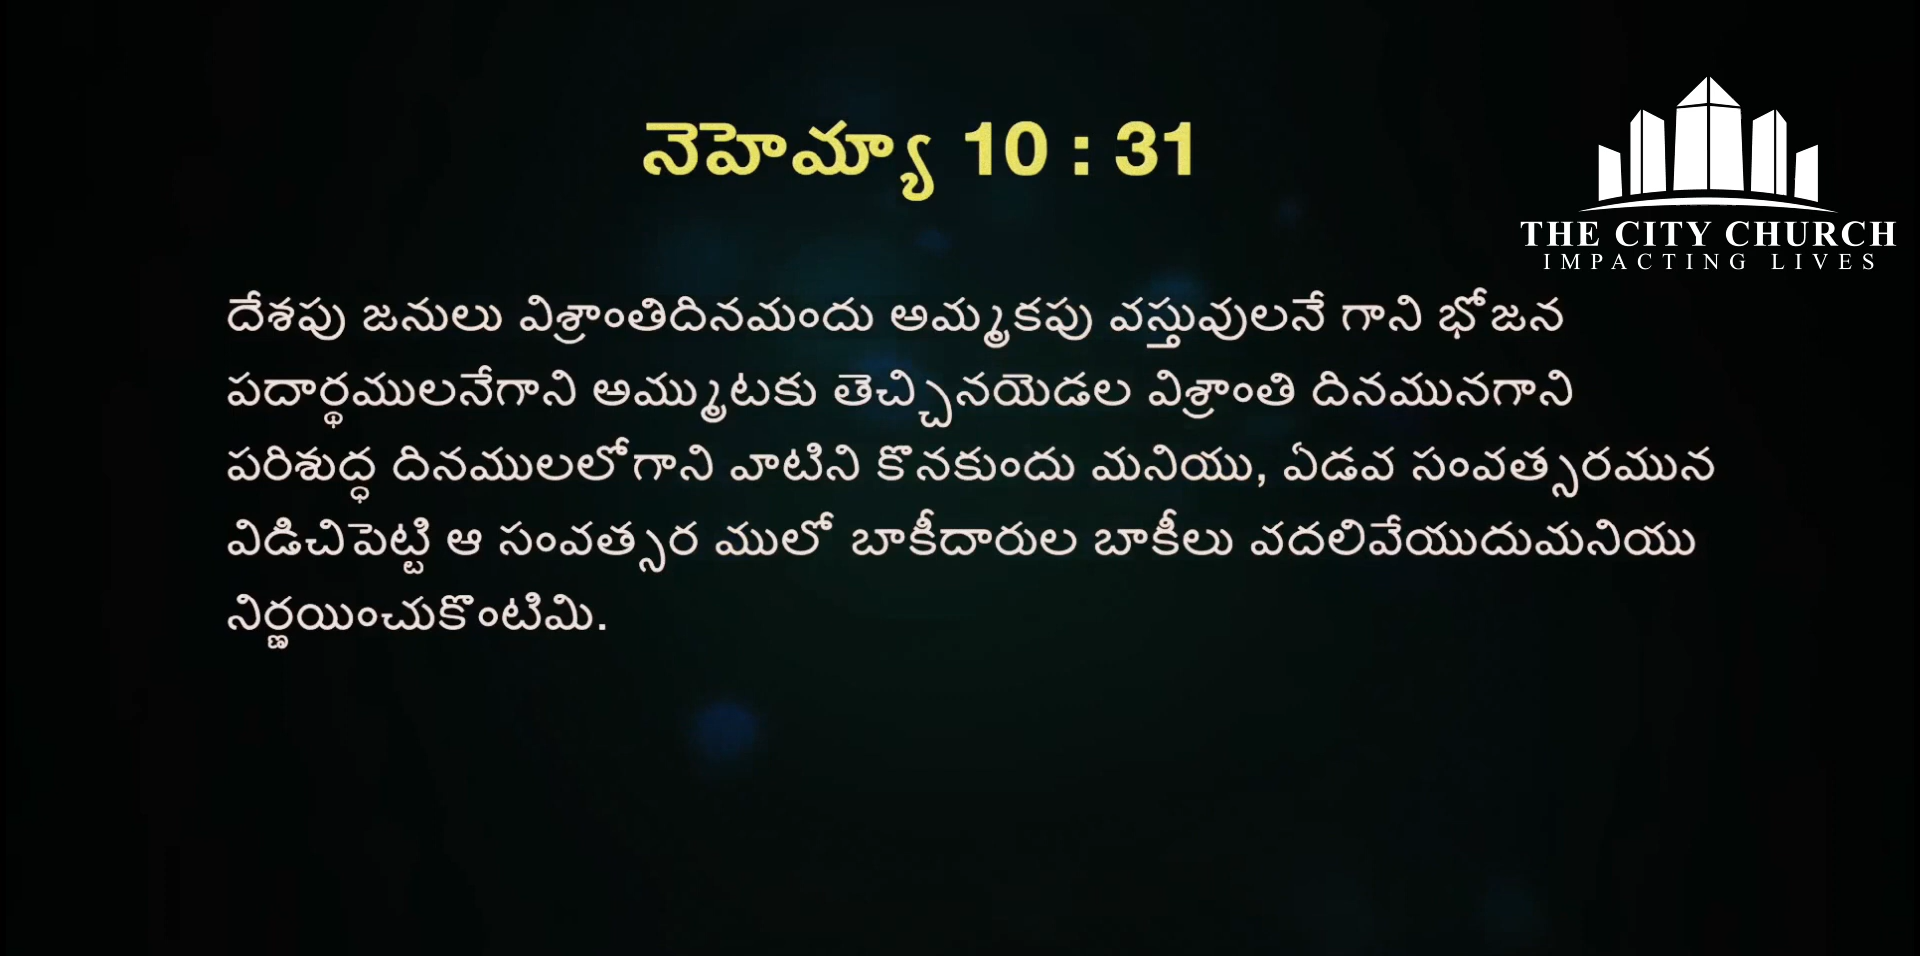 నెహెమ్యా 10 : 31
THE CITY CHURCH
IMPACTING LIVES
దేశపు జనులు విశ్రాంతిదినమందు అమ్మకపు వస్తువులనే గాని భోజన
పదార్థములనేగాని అమ్ముటకు తెచ్చినయెడల విశ్రాంతి దినమునగాని
పరిశుద్ధ దినములలోగాని వాటిని కొనకుందు మనియు, ఏడవ సంవత్సరమున
విడిచిపెట్టి ఆ సంవత్సర ములో బాకీదారుల బాకీలు వదలివేయుదుమనియు
నిర్ణయించుకొంటిమి.